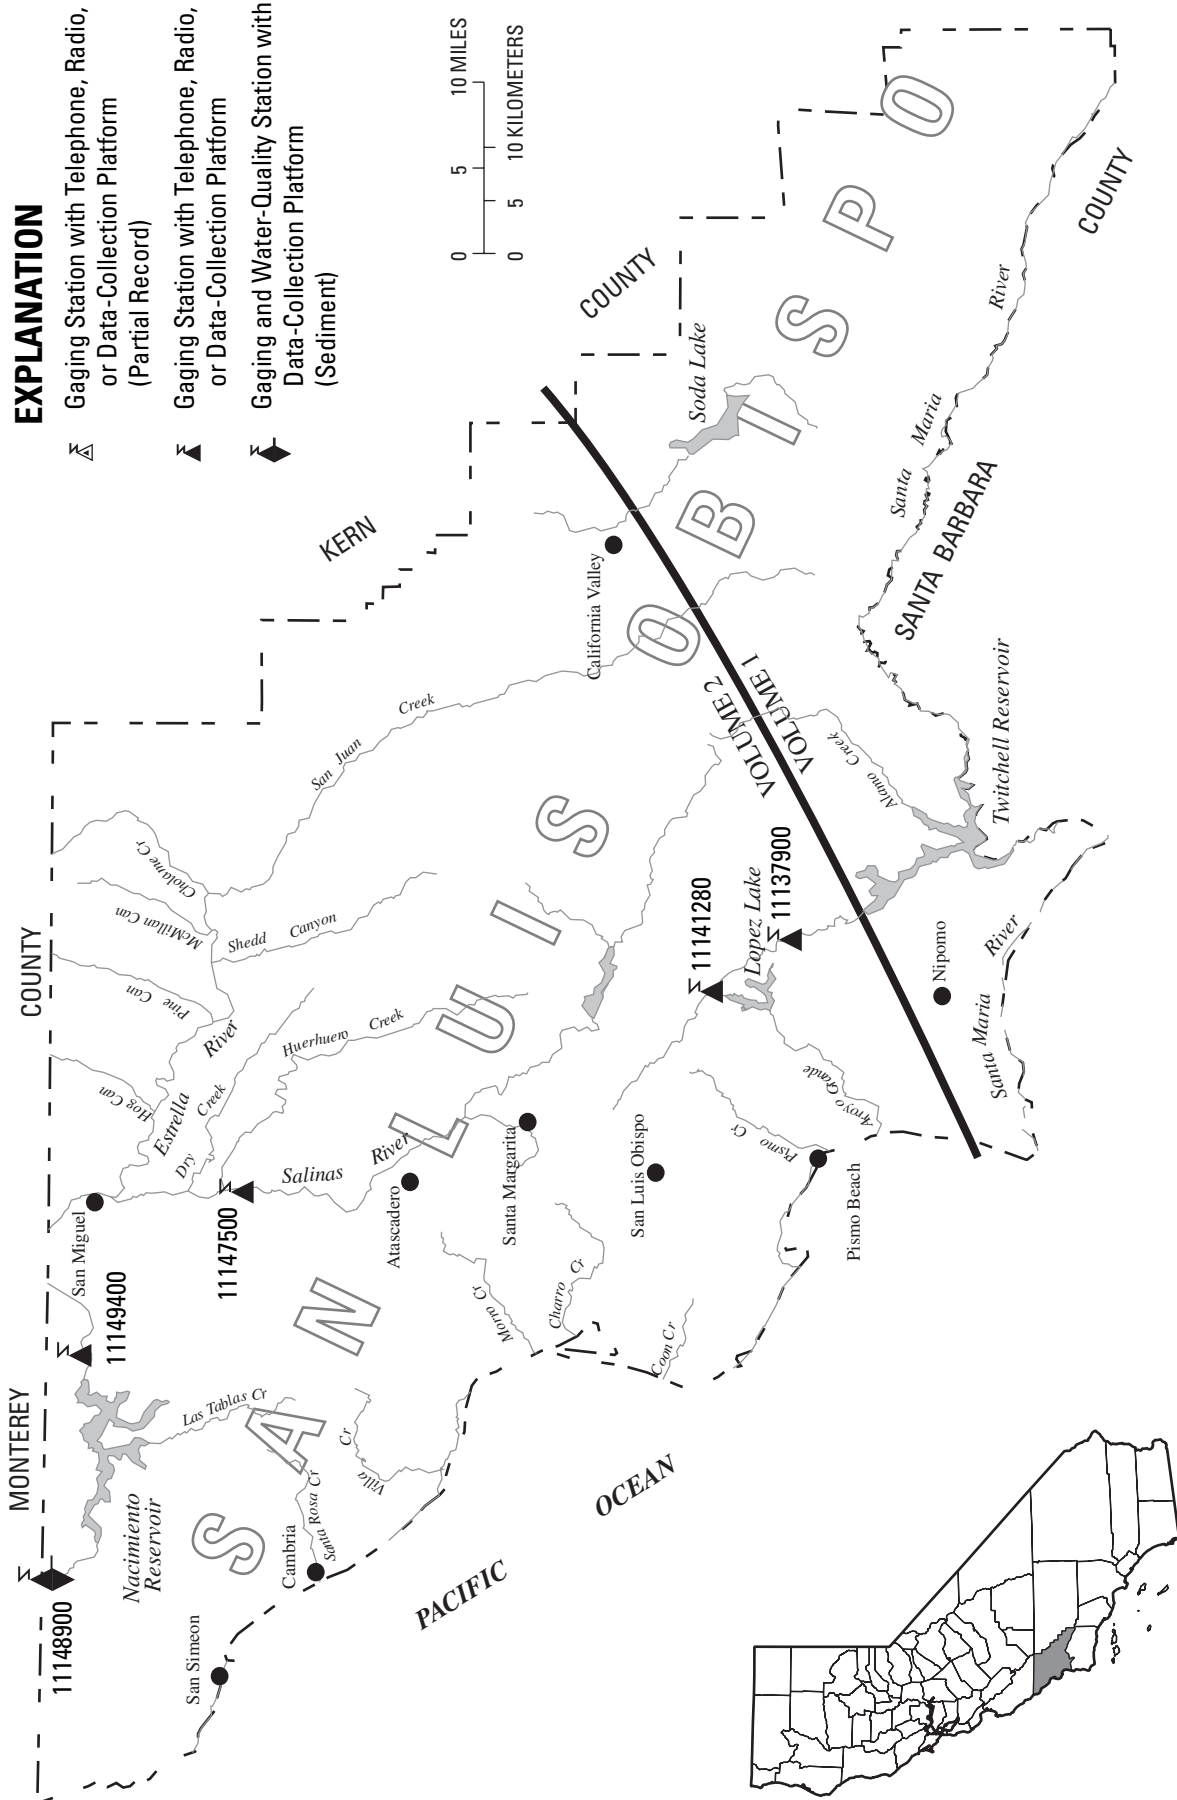 EXPLANATION
Gaging Station with Telephone, Radio,
or Data-Collection Platform
(Partial Record)
Gaging Station with Telephone, Radio,
or Data-Collection Platform
Gaging and Water-Quality Station with
Data-Collection Platform
(Sediment)
0 5 10 MILES
0 5 10 KILOMETERS
MONTEREY
COUNTY
KERN
COUNTY
SANTA BARBARA
COUNTY
SAN LUIS OBISPO
PACIFIC
OCEAN
VOLUME 2
VOLUME 1
11148900
11149400
11147500
11141280
11137900
Nacimiento
Reservoir
San Simeon
Cambria
Santa Rosa Cr
Las Tablas Cr
Villa
Cr
San Miguel
Hog Can
Pine Can
McMillan Can
Cholame Cr
Estrella
River
Dry
Creek
Huerhuero
Creek
Shedd
Canyon
San Juan
Creek
Salinas
River
Atascadero
Santa Margarita
Morro Cr
Charro Cr
Coon Cr
San Luis Obispo
Pismo
Cr
Pismo Beach
Arroyo Grande
Lopez Lake
Nipomo
Santa Maria
River
Alamo Creek
Twitchell Reservoir
California Valley
Soda Lake
Santa
Maria
River